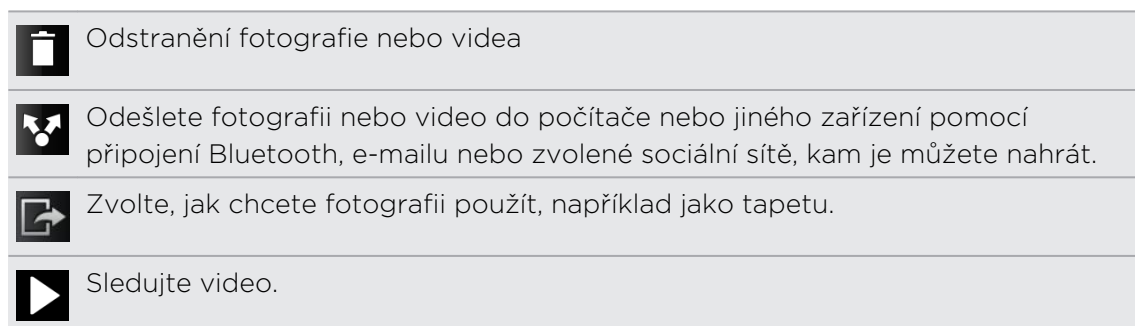 Odstranění fotografie nebo videa
Odešlete fotografii nebo video do počítače nebo jiného zařízení pomocí
připojení Bluetooth, e-mailu nebo zvolené sociální sítě, kam je můžete nahrát.
Zvolte, jak chcete fotografii použít, například jako tapetu.
Sledujte video.